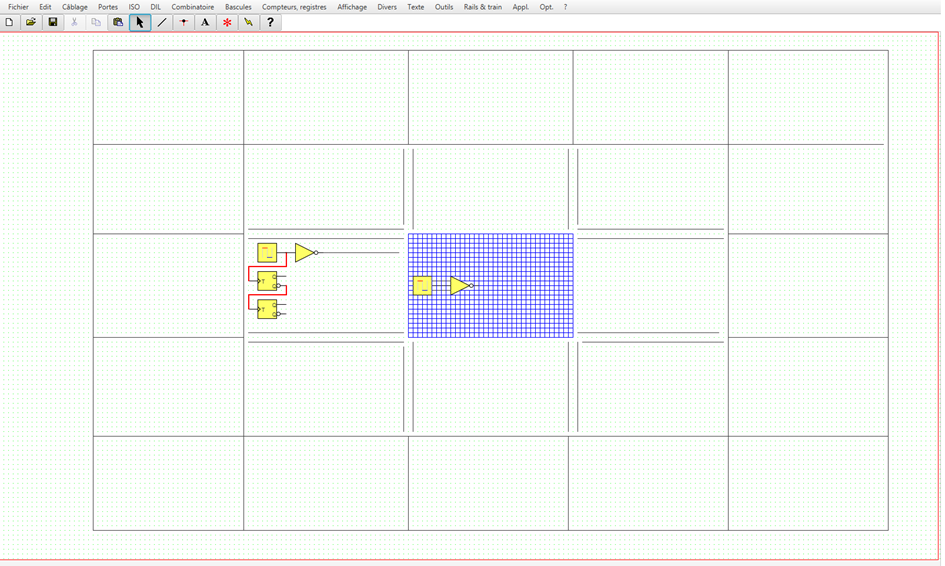 Fichier Edit Câblage Portes ISO DIL Combinatoire Bascules Compteurs, registres Affichage Divers Texte Outils Rails & train Appl. Opt. ?
A ?
T Q Q
T Q Q